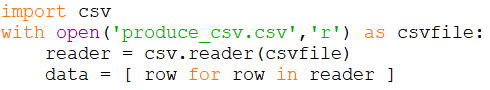 import csv
with open('produce_csv.csv','r') as csvfile:
    reader = csv.reader(csvfile)
    data = [ row for row in reader ]